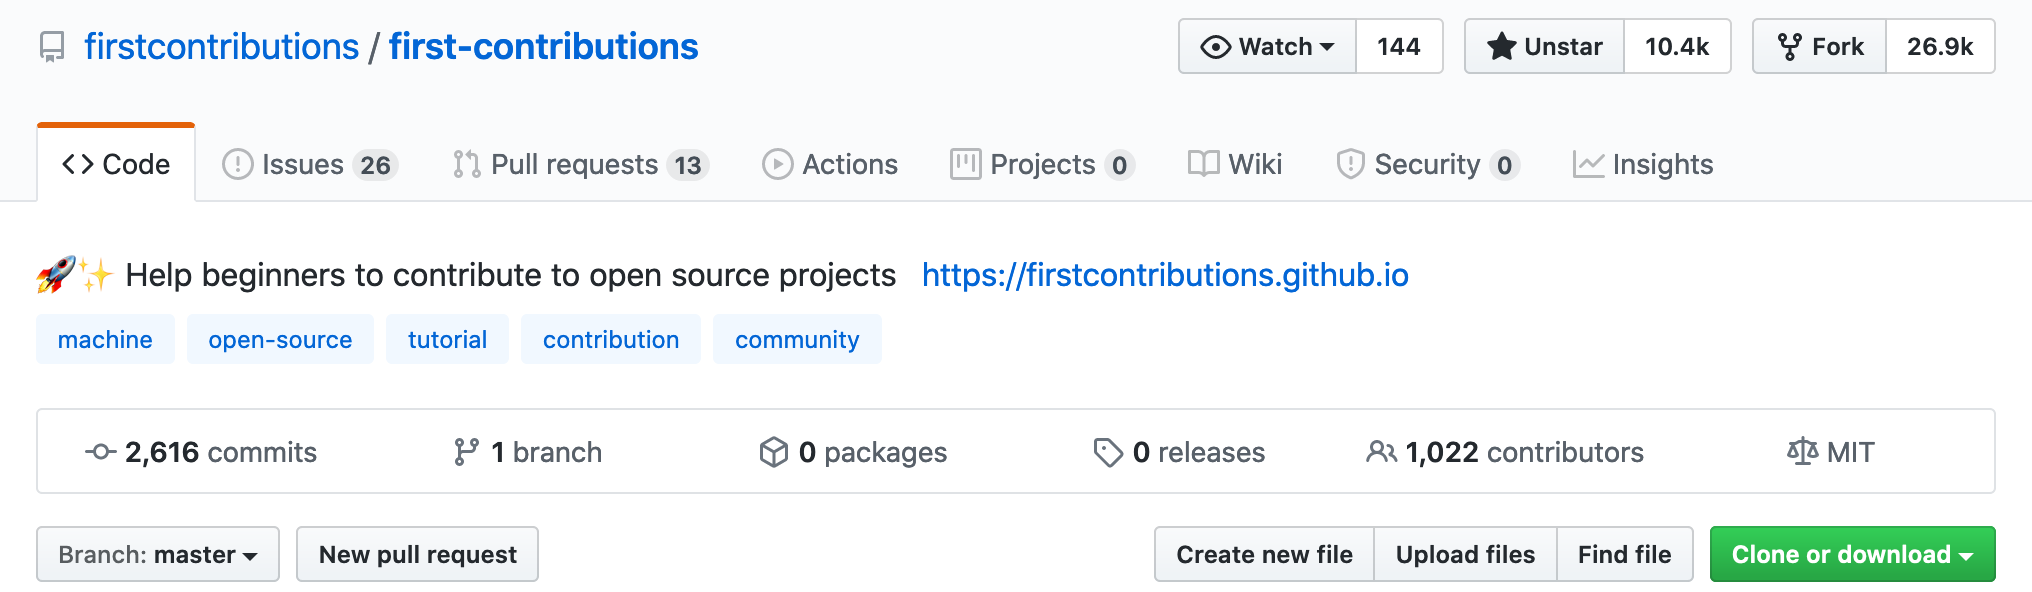 firstcontributions / first-contributions Watch 144 Unstar 10.4k Fork 26.9k
Code Issues 26 Pull requests 13 Actions Projects 0 Wiki Security 0 Insights
Help beginners to contribute to open source projects https://firstcontributions.github.io
machine open-source tutorial contribution community
2,616 commits 1 branch 0 packages 0 releases 1,022 contributors MIT
Branch: master New pull request Create new file Upload files Find file Clone or download